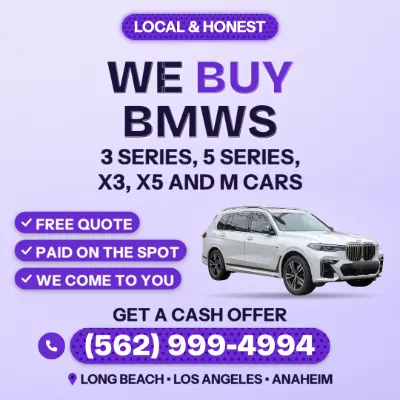 LOCAL & HONEST
WE BUY
BMWS
3 SERIES, 5 SERIES,
X3, X5 AND M CARS
FREE QUOTE
PAID ON THE SPOT
WE COME TO YOU
GET A CASH OFFER
(562) 999-4994
LONG BEACH • LOS ANGELES • ANAHEIM